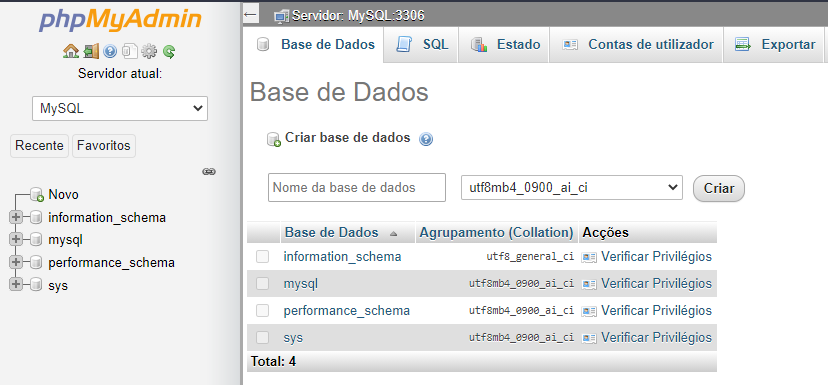 phpMyAdmin
Servidor atual:
MySQL
Recente Favoritos
Novo
information_schema
mysql
performance_schema
sys
Servidor: MySQL:3306
Base de Dados SQL Estado Contas de utilizador Exportar
Base de Dados
Criar base de dados
Nome da base de dados utf8mb4_0900_ai_ci Criar
Base de Dados Agrupamento (Collation) Acções
information_schema utf8_general_ci Verificar Privilégios
mysql utf8mb4_0900_ai_ci Verificar Privilégios
performance_schema utf8mb4_0900_ai_ci Verificar Privilégios
sys utf8mb4_0900_ai_ci Verificar Privilégios
Total: 4